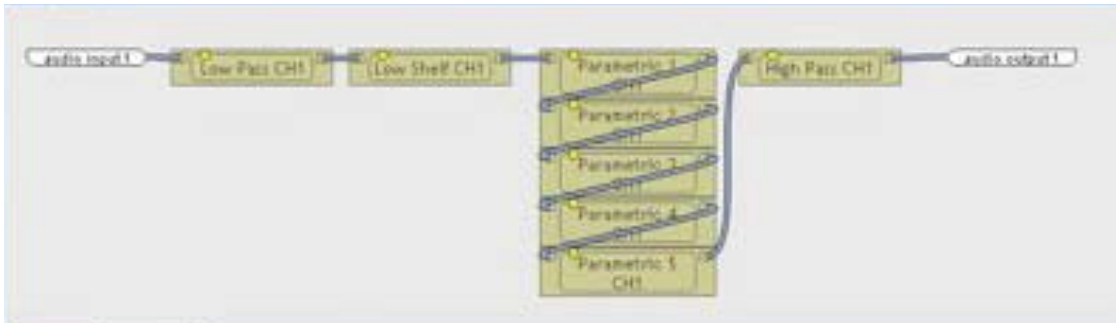 audio input 1
Low Pass CH1
Low Shelf CH1
Parametric 1
CH1
Parametric 2
CH1
Parametric 3
CH1
Parametric 4
CH1
Parametric 5
CH1
High Pass CH1
audio output 1